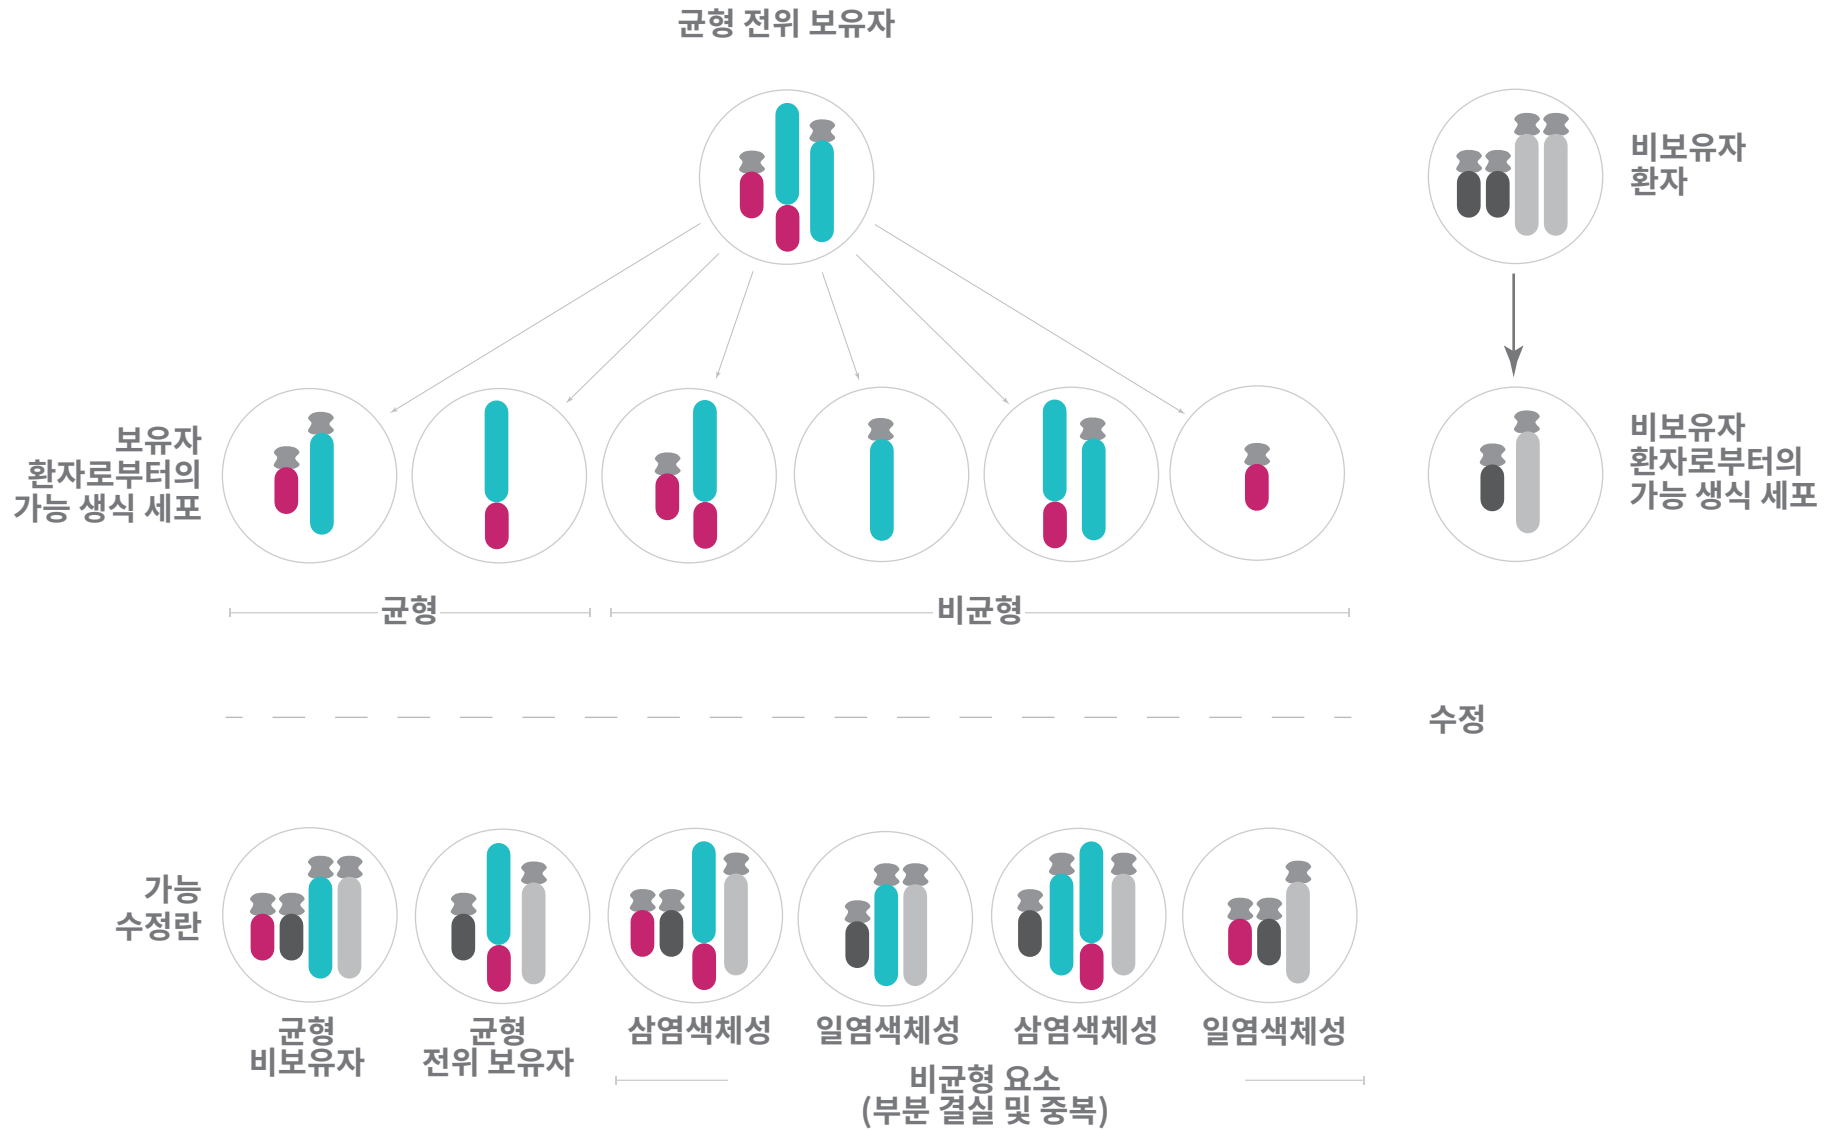 균형 전위 보유자
비보유자
환자
보유자
환자로부터의
가능 생식 세포
비보유자
환자로부터의
가능 생식 세포
균형
비균형
수정
가능
수정란
균형
비보유자
균형
전위 보유자
삼염색체성
일염색체성
삼염색체성
일염색체성
비균형 요소
(부분 결실 및 중복)